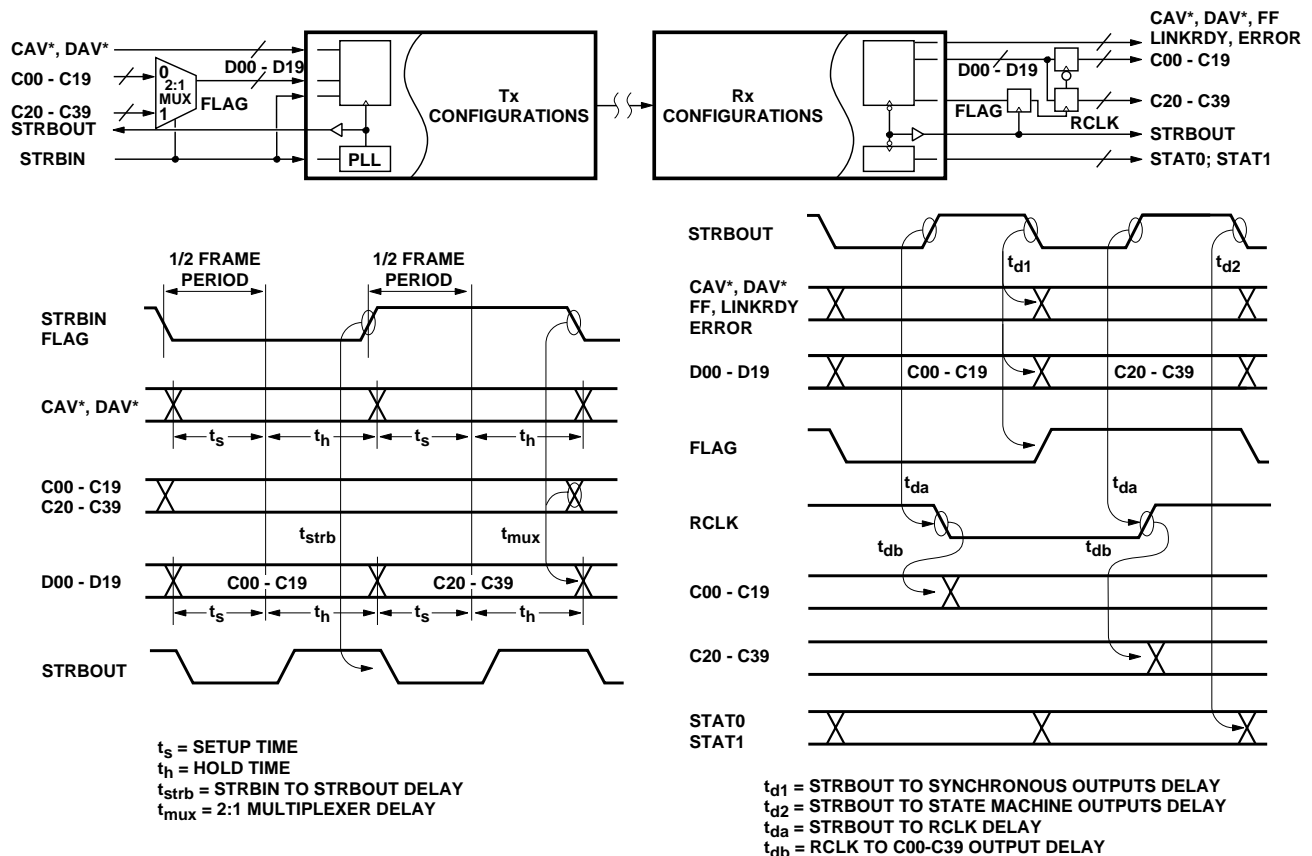 CAV*, DAV*
C00 - C19
C20 - C39
STRBOUT
STRBIN
0
2:1
MUX
1
FLAG
D00 - D19
PLL
Tx
CONFIGURATIONS
Rx
CONFIGURATIONS
D00 - D19
FLAG
RCLK
CAV*, DAV*, FF
LINKRDY, ERROR
C00 - C19
C20 - C39
STRBOUT
STAT0; STAT1
1/2 FRAME
PERIOD
1/2 FRAME
PERIOD
STRBIN
FLAG
CAV*, DAV*
ts
th
ts
th
C00 - C19
C20 - C39
tstrb
tmux
D00 - D19
C00 - C19
C20 - C39
ts
th
ts
th
STRBOUT
ts = SETUP TIME
th = HOLD TIME
tstrb = STRBIN TO STRBOUT DELAY
tmux = 2:1 MULTIPLEXER DELAY
STRBOUT
td1
td2
CAV*, DAV*
FF, LINKRDY
ERROR
D00 - D19
C00 - C19
C20 - C39
FLAG
tda
tda
RCLK
tdb
tdb
C00 - C19
C20 - C39
STAT0
STAT1
td1 = STRBOUT TO SYNCHRONOUS OUTPUTS DELAY
td2 = STRBOUT TO STATE MACHINE OUTPUTS DELAY
tda = STRBOUT TO RCLK DELAY
tdb = RCLK TO C00-C39 OUTPUT DELAY